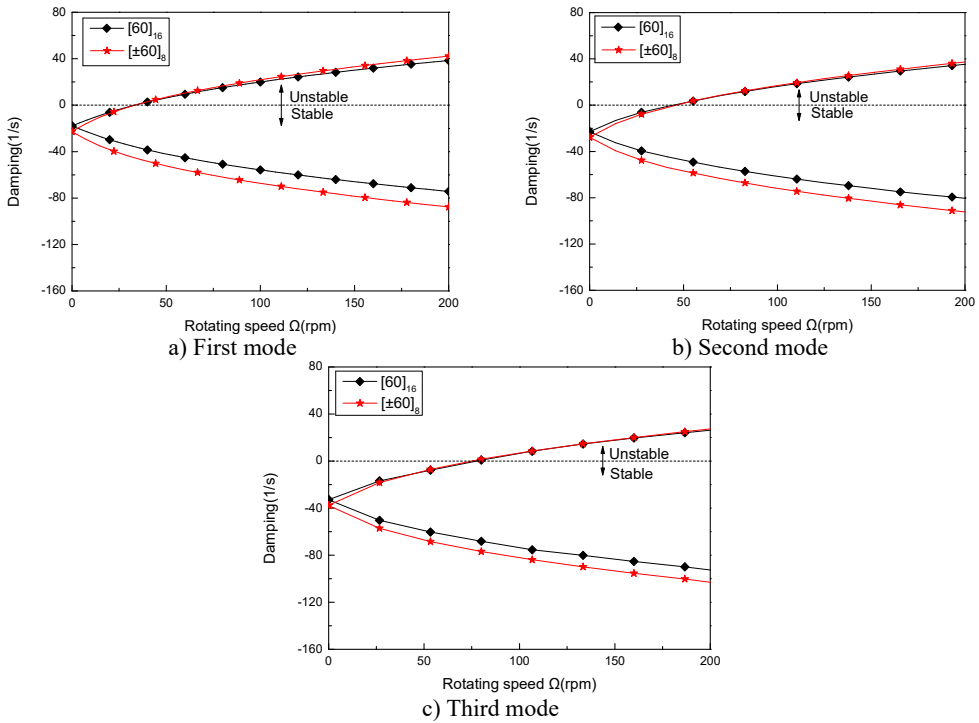 80
40
0
-40
-80
-120
-160
Damping(1/s)
[60]16
[±60]8
Unstable
Stable
0 50 100 150 200
Rotating speed Ω(rpm)
a) First mode
80
40
0
-40
-80
-120
-160
Damping(1/s)
[60]16
[±60]8
Unstable
Stable
0 50 100 150 200
Rotating speed Ω(rpm)
b) Second mode
80
40
0
-40
-80
-120
-160
Damping(1/s)
[60]16
[±60]8
Unstable
Stable
0 50 100 150 200
Rotating speed Ω(rpm)
c) Third mode